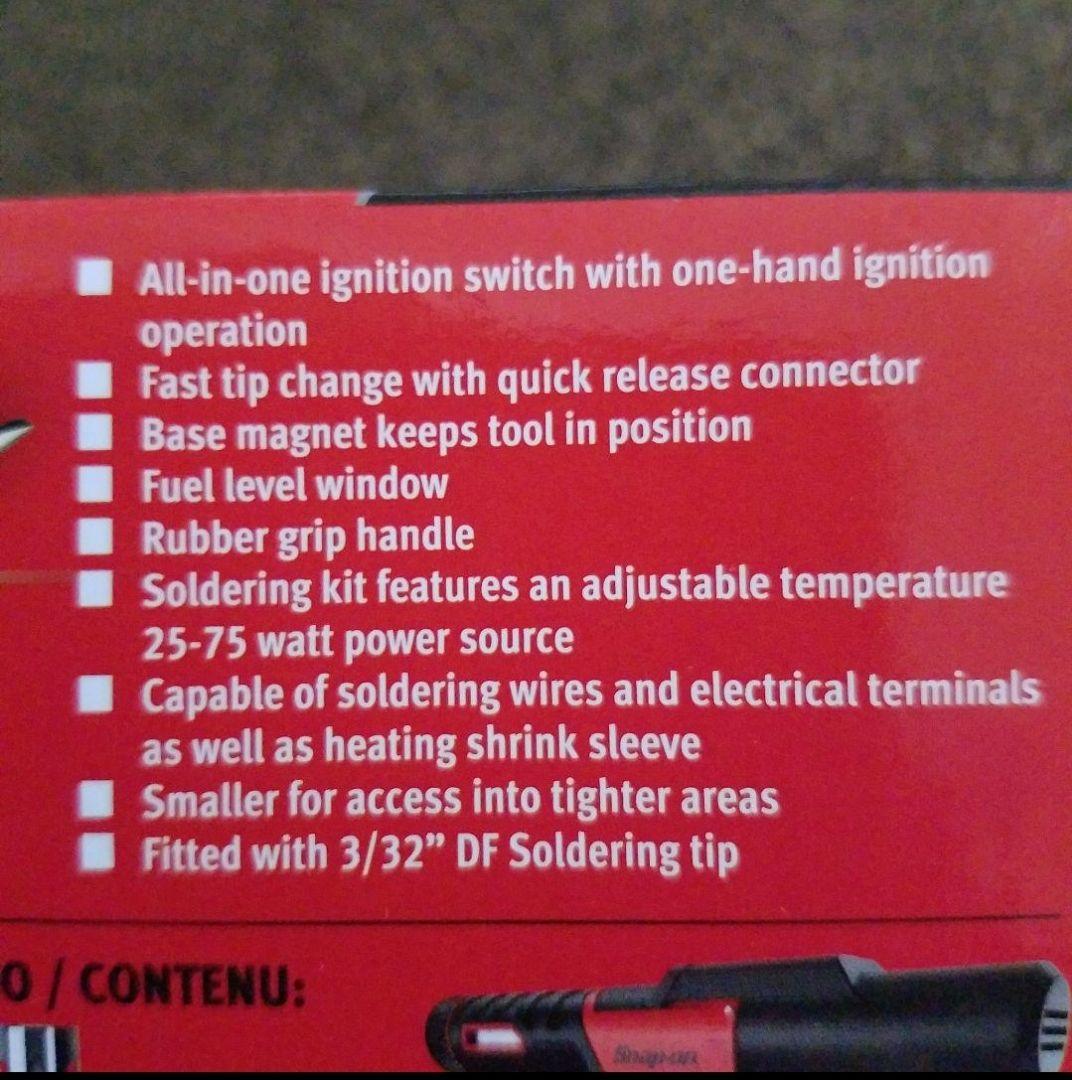 All-in-one ignition switch with one-hand ignition
operation
Fast tip change with quick release connector
Base magnet keeps tool in position
Fuel level window
Rubber grip handle
Soldering kit features an adjustable temperature
25-75 watt power source
Capable of soldering wires and electrical terminals
as well as heating shrink sleeve
Smaller for access into tighter areas
Fitted with 3/32” DF Soldering tip
O / CONTENU:
Snap-on